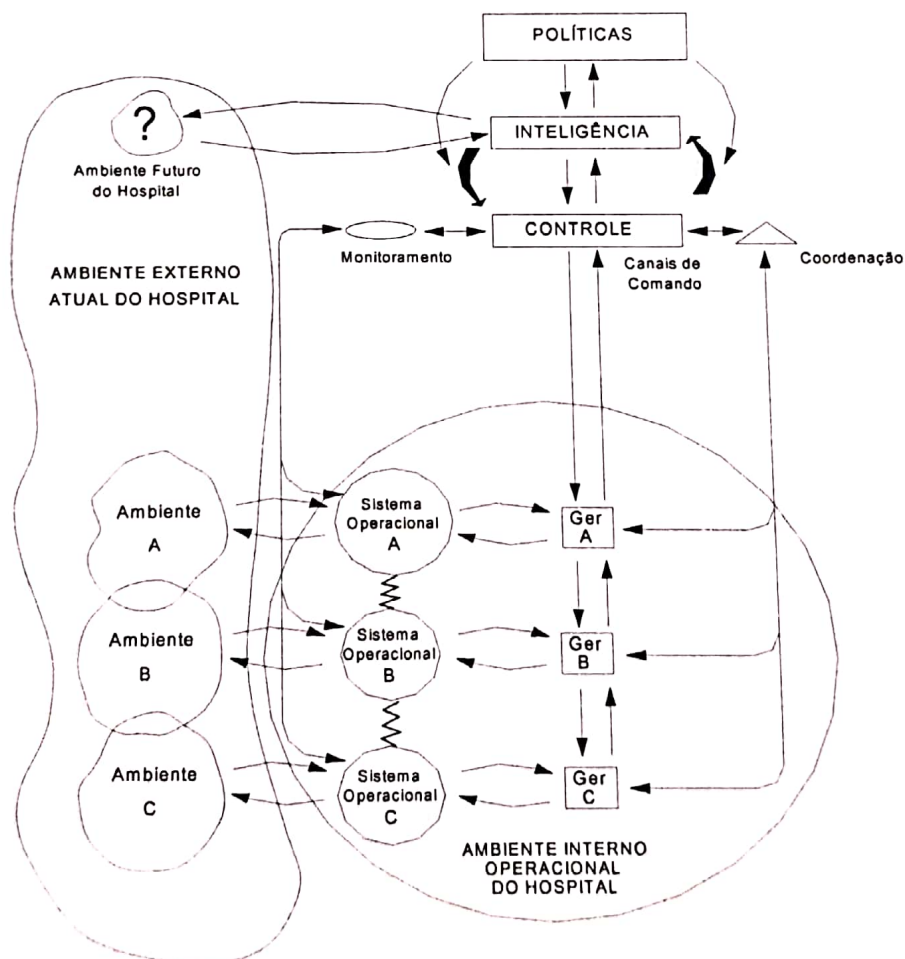 POLÍTICAS
?
INTELIGÊNCIA
Ambiente Futuro
do Hospital
CONTROLE
Monitoramento
Canais de
Comando
Coordenação
AMBIENTE EXTERNO
ATUAL DO HOSPITAL
Ambiente
A
Sistema
Operacional
A
Ger
A
Ambiente
B
Sistema
Operacional
B
Ger
B
Ambiente
C
Sistema
Operacional
C
Ger
C
AMBIENTE INTERNO
OPERACIONAL
DO HOSPITAL